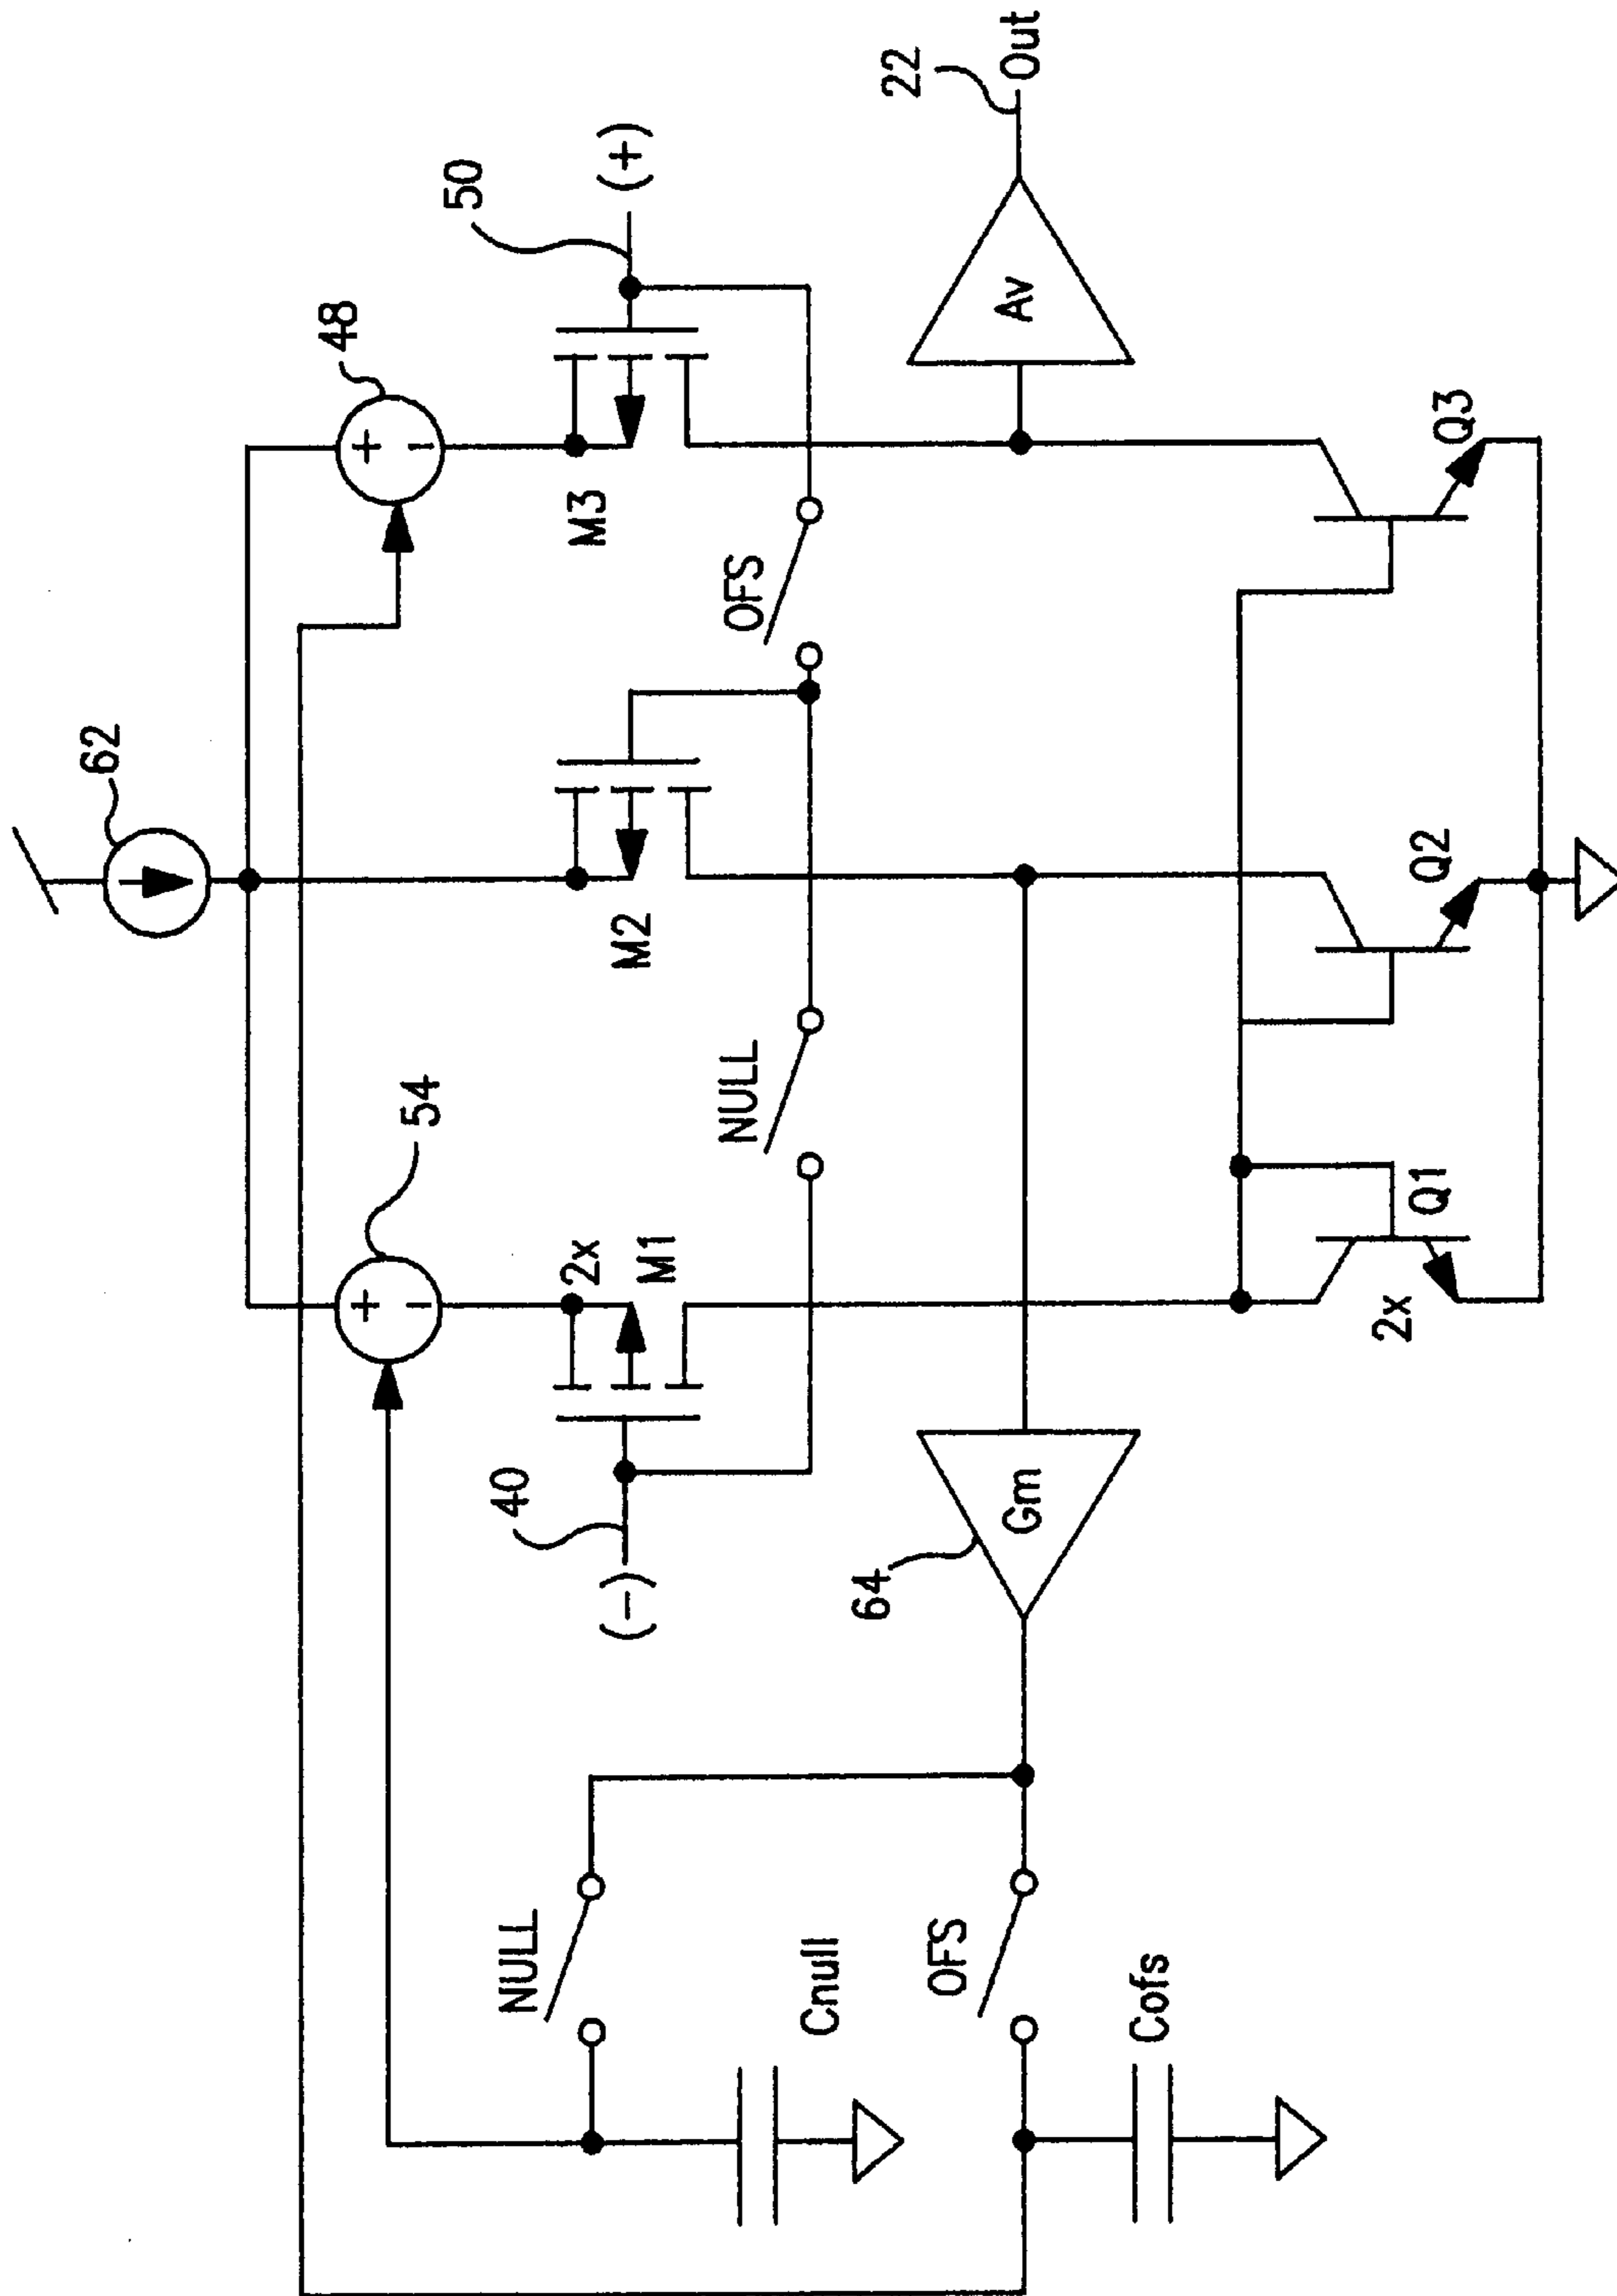 62
54
48
2x
M1
M2
M3
50
(+)
40
(-)
NULL
OFS
NULL
22
Out
Av
Gm
64
Cnull
OFS
Cofs
2x
Q1
Q2
Q3
+
-
+
-